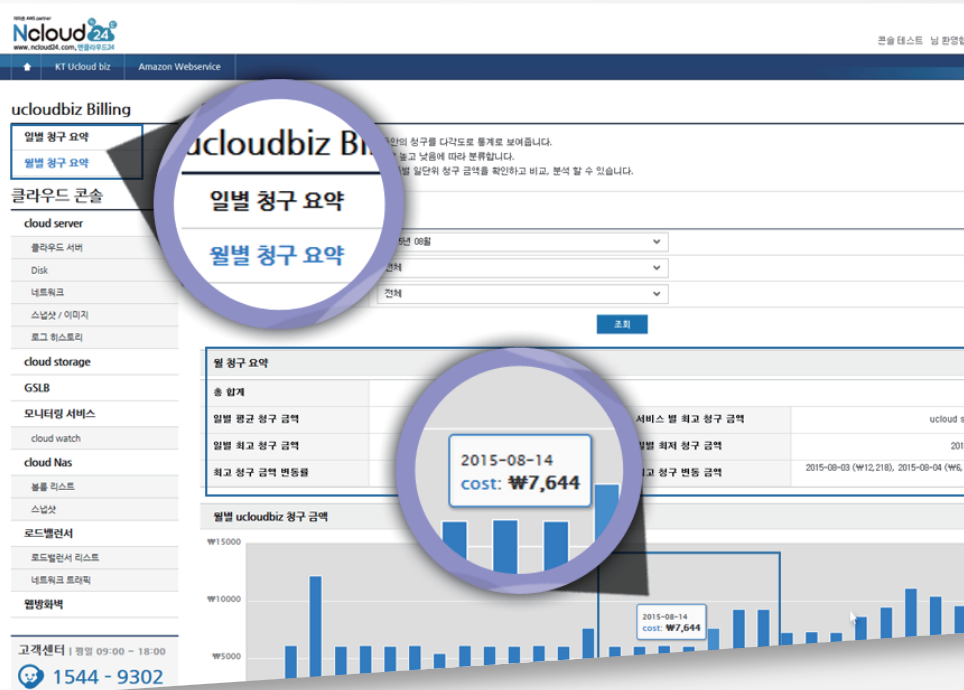 Ncloud24
www.ncloud24.com, 엔클라우드24
콘솔테스트 님 환영합
KT Ucloud biz
Amazon Webservice
ucloudbiz Billing
일별 청구 요약
월별 청구 요약
클라우드 콘솔
cloud server
클라우드 서버
Disk
네트워크
스냅샷 / 이미지
로그 히스토리
cloud storage
GSLB
모니터링 서비스
cloud watch
cloud Nas
볼륨 리스트
스냅샷
로드밸런서
로드밸런서 리스트
네트워크 트래픽
웹방화벽
고객센터 | 평일 09:00 - 18:00
1544 - 9302
ucloudbiz Bi
일별 청구 요약
월별 청구 요약
청구를 다각도로 통계로 보여줍니다.
높고 낮음에 따라 분류합니다.
일단위 청구 금액을 확인하고 비교, 분석 할 수 있습니다.
5년 08월
전체
전체
조회
월 청구 요약
총 합계
일별 평균 청구 금액
서비스 별 최고 청구 금액
ucloud s
일별 최고 청구 금액
일별 최저 청구 금액
201
최고 청구 금액 변동률
최고 청구 변동 금액
2015-08-03 (₩12,218), 2015-08-04 (₩6,
2015-08-14
cost: ₩7,644
월별 ucloudbiz 청구 금액
₩15000
₩10000
₩5000
2015-08-14
cost: ₩7,644